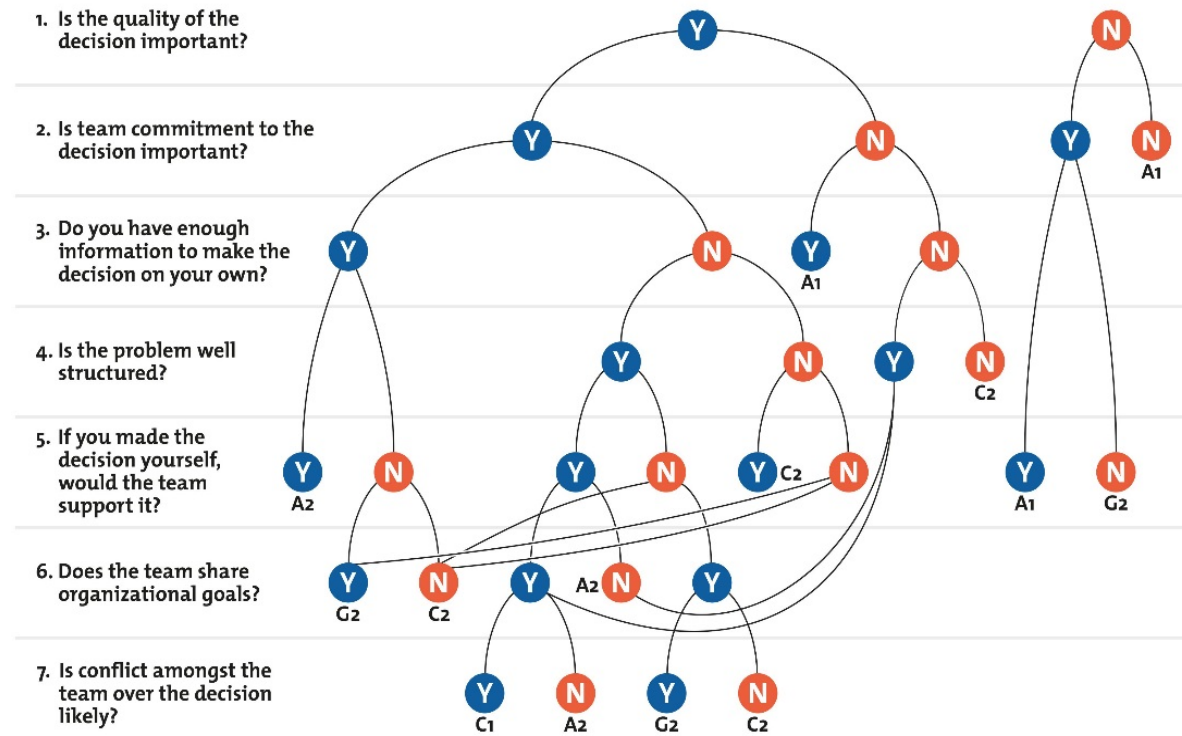 1. Is the quality of the
decision important?
Y
N
2. Is team commitment to the
decision important?
Y
N
Y
N
A1
3. Do you have enough
information to make the
decision on your own?
Y
N
Y
A1
N
4. Is the problem well
structured?
Y
N
Y
N
C2
5. If you made the
decision yourself,
would the team
support it?
Y
A2
N
Y
N
Y C2
N
Y
A1
N
G2
6. Does the team share
organizational goals?
Y
G2
N
C2
Y
A2 N
Y
7. Is conflict amongst the
team over the decision
likely?
Y
C1
N
A2
Y
G2
N
C2